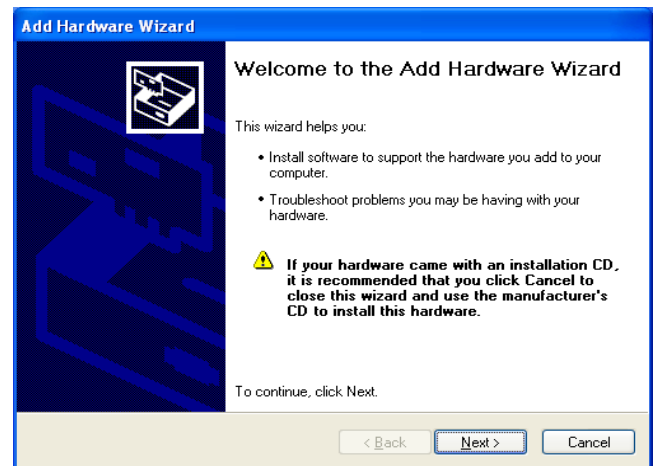 Add Hardware Wizard
Welcome to the Add Hardware Wizard
This wizard helps you:
• Install software to support the hardware you add to your
computer.
• Troubleshoot problems you may be having with your
hardware.
If your hardware came with an installation CD,
it is recommended that you click Cancel to
close this wizard and use the manufacturer's
CD to install this hardware.
To continue, click Next.
< Back Next > Cancel